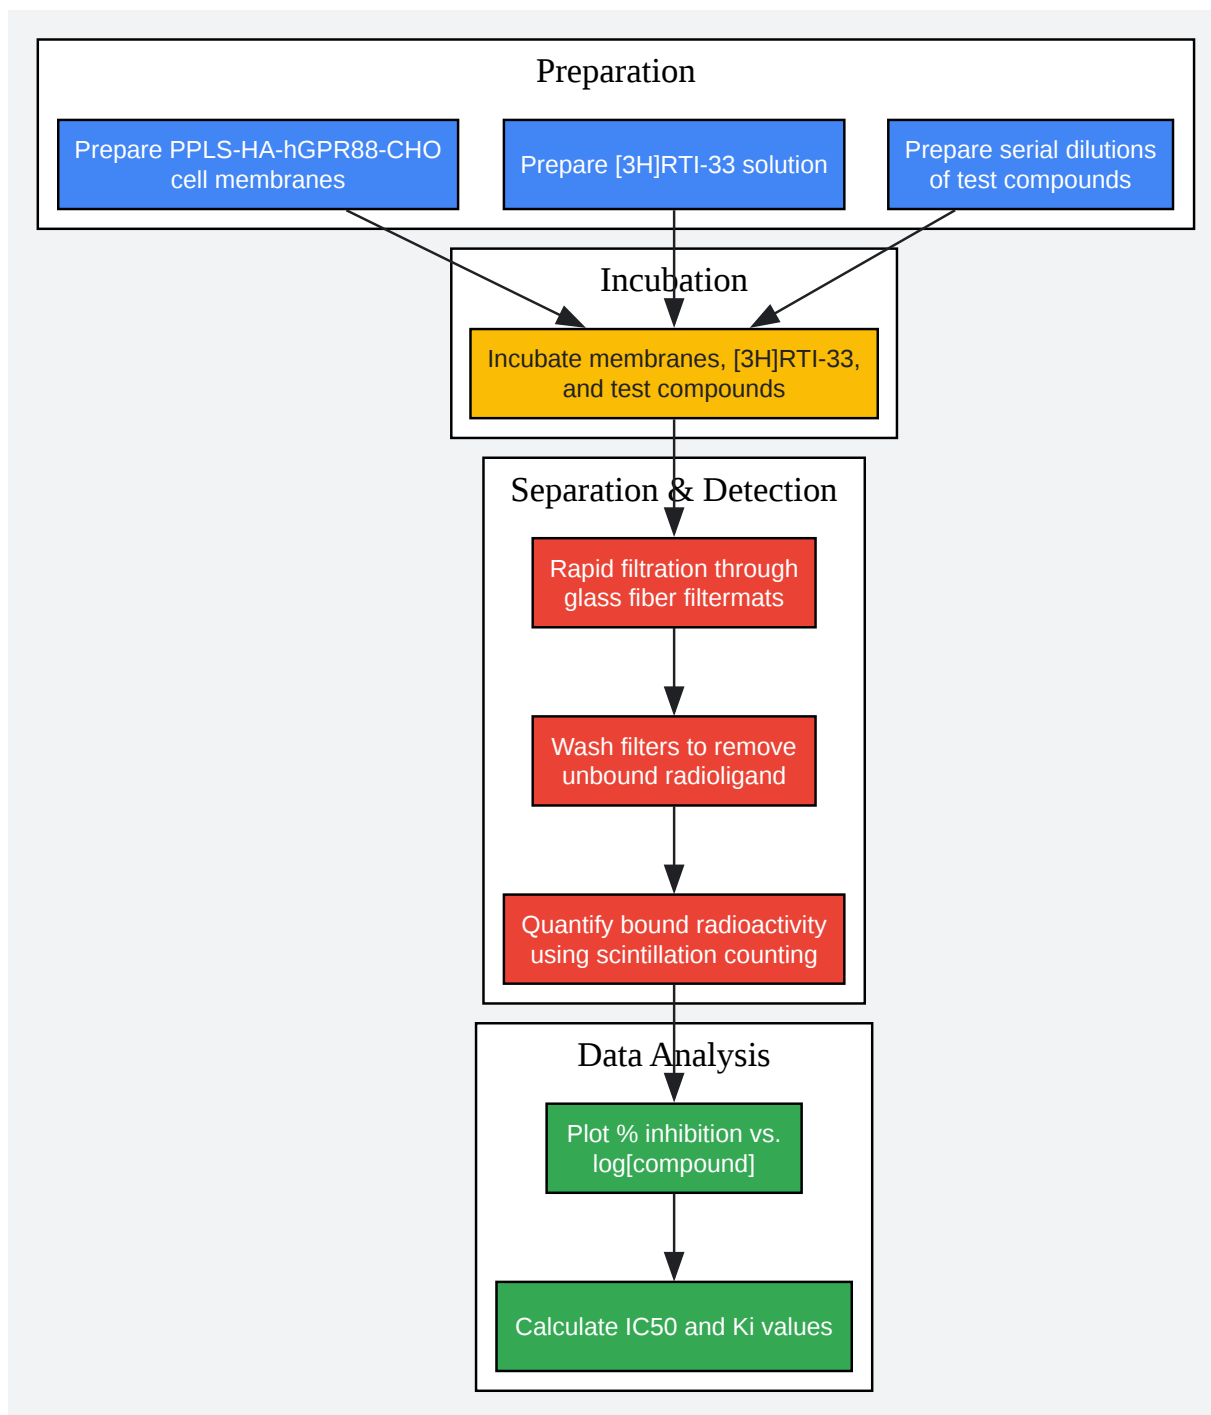 Preparation
Prepare PPLS-HA-hGPR88-CHO
cell membranes
Prepare [3H]RTI-33 solution
Prepare serial dilutions
of test compounds
Incubation
Incubate membranes, [3H]RTI-33,
and test compounds
Separation & Detection
Rapid filtration through
glass fiber filtermats
Wash filters to remove
unbound radioligand
Quantify bound radioactivity
using scintillation counting
Data Analysis
Plot % inhibition vs.
log[compound]
Calculate IC50 and Ki values